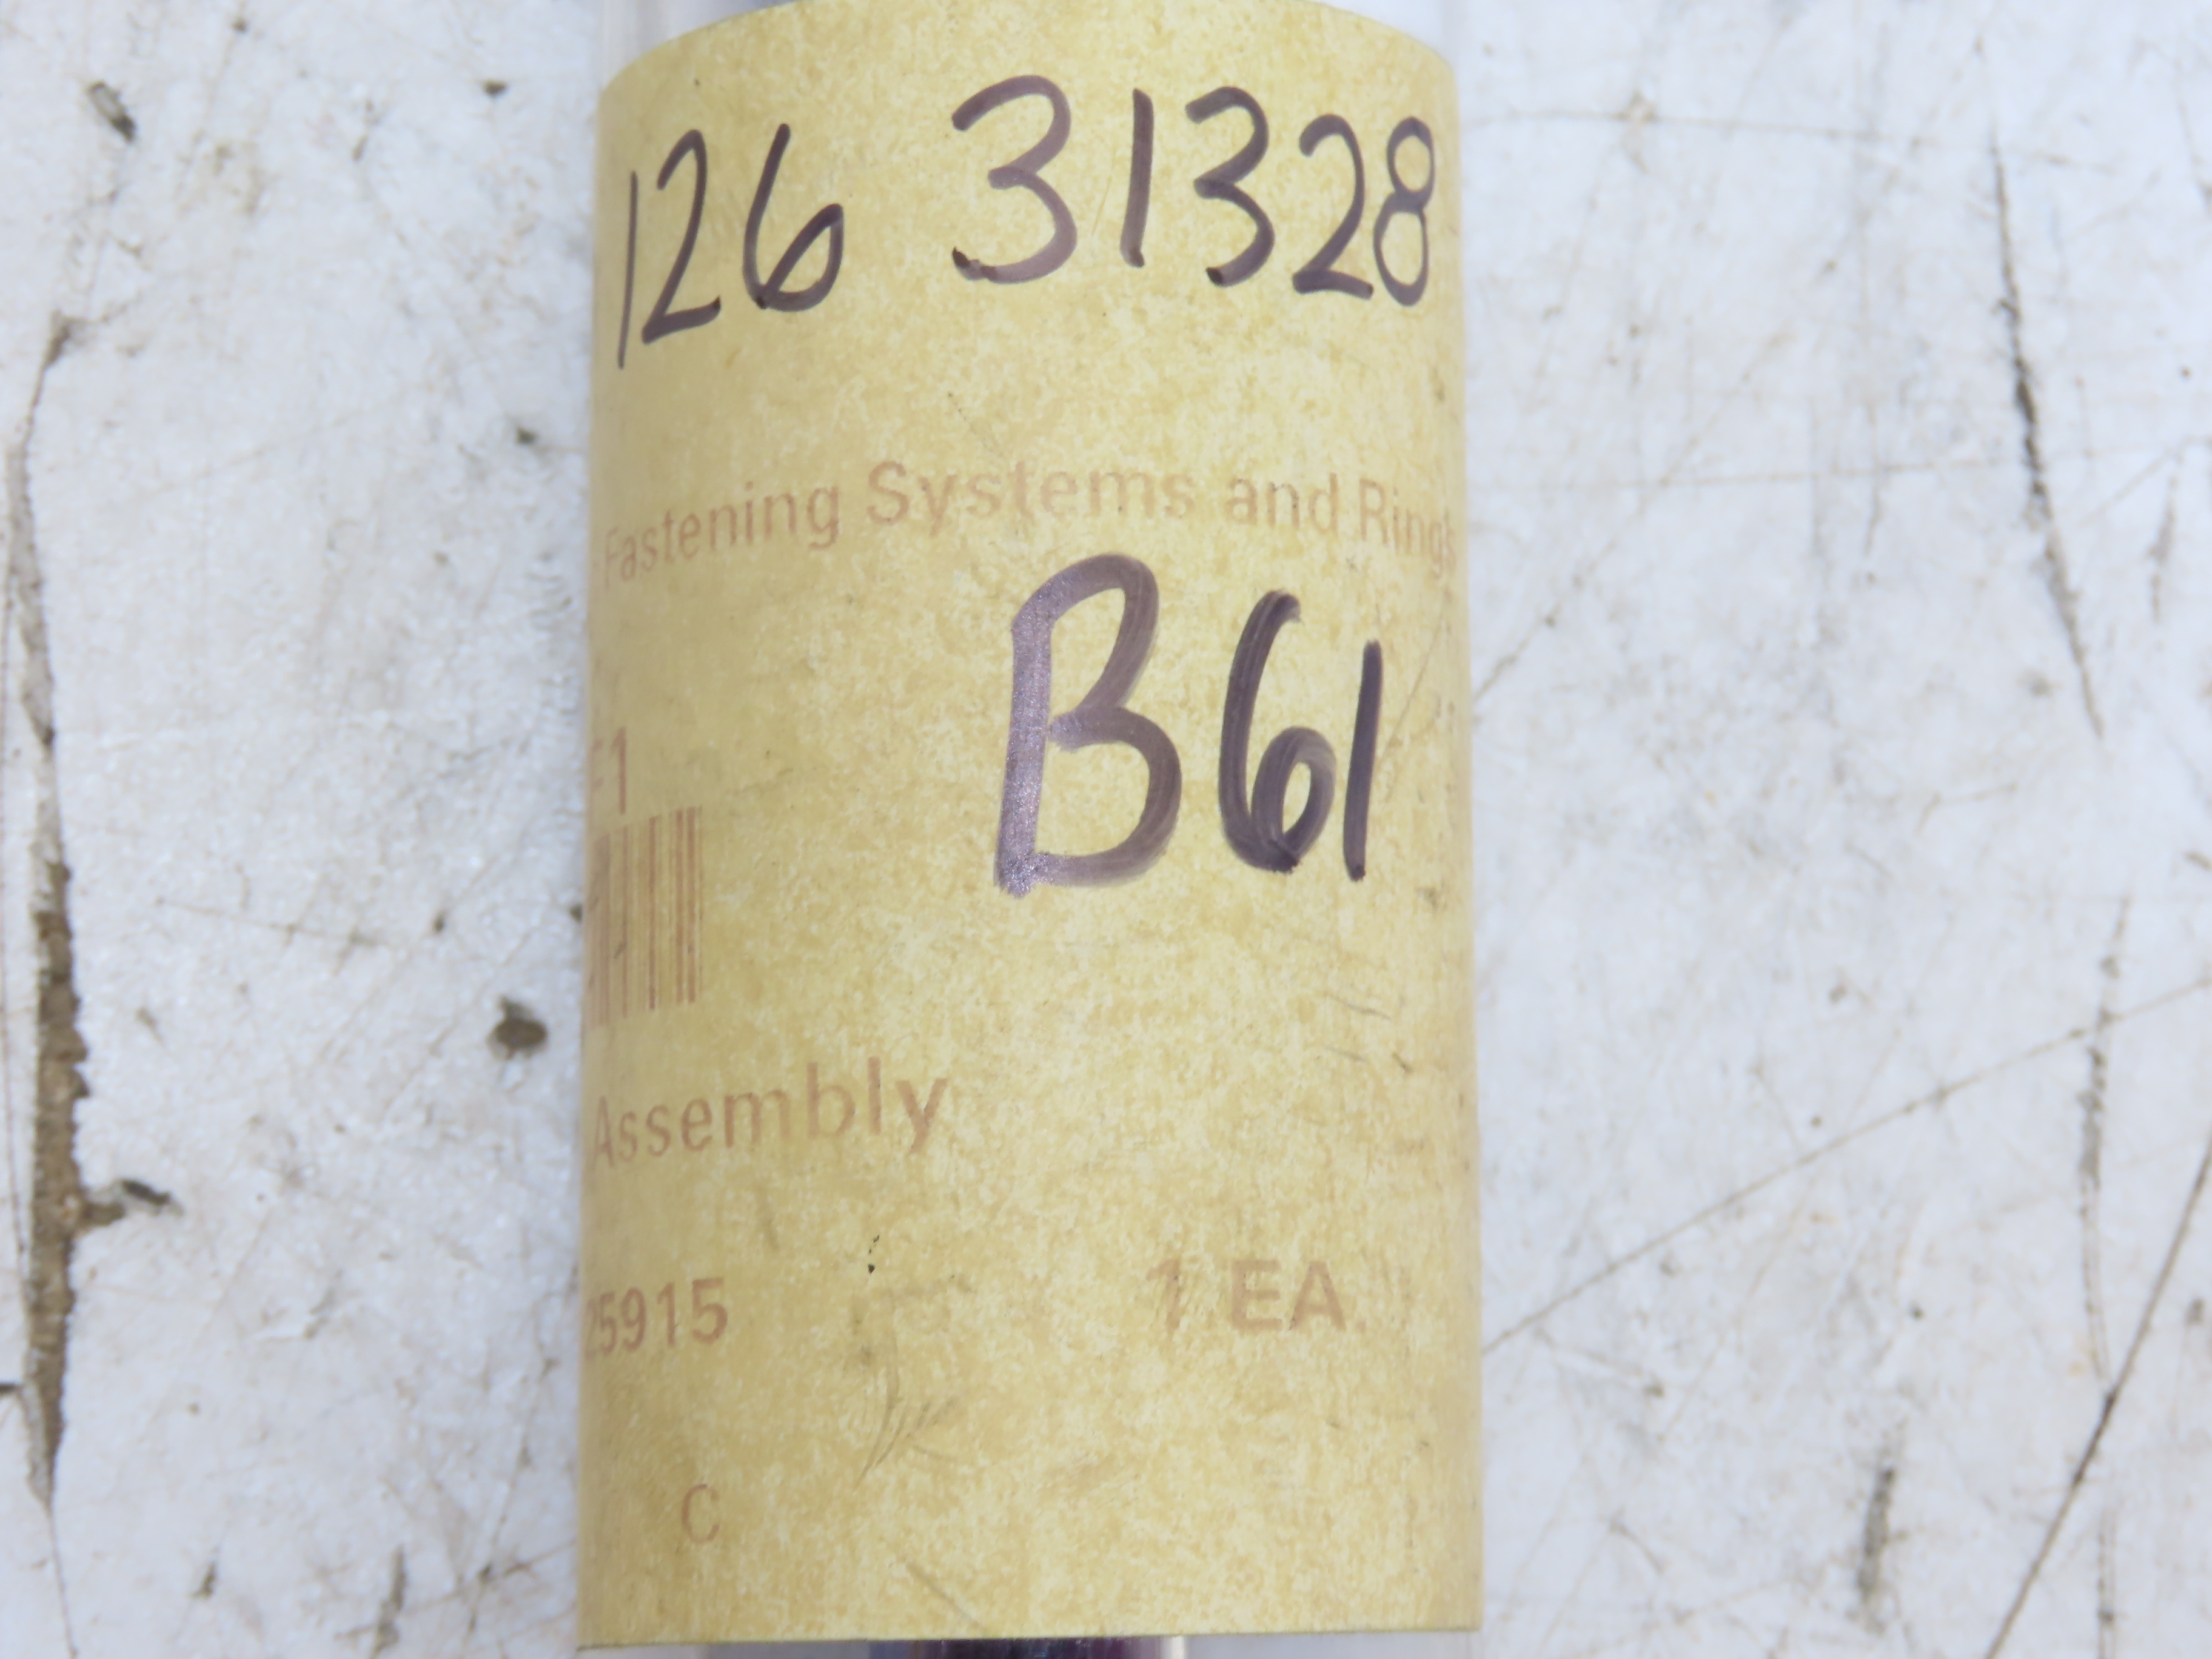 126 31328
Fastening Systems and Rings
B61
F1
Assembly
25915 1 EA.
C